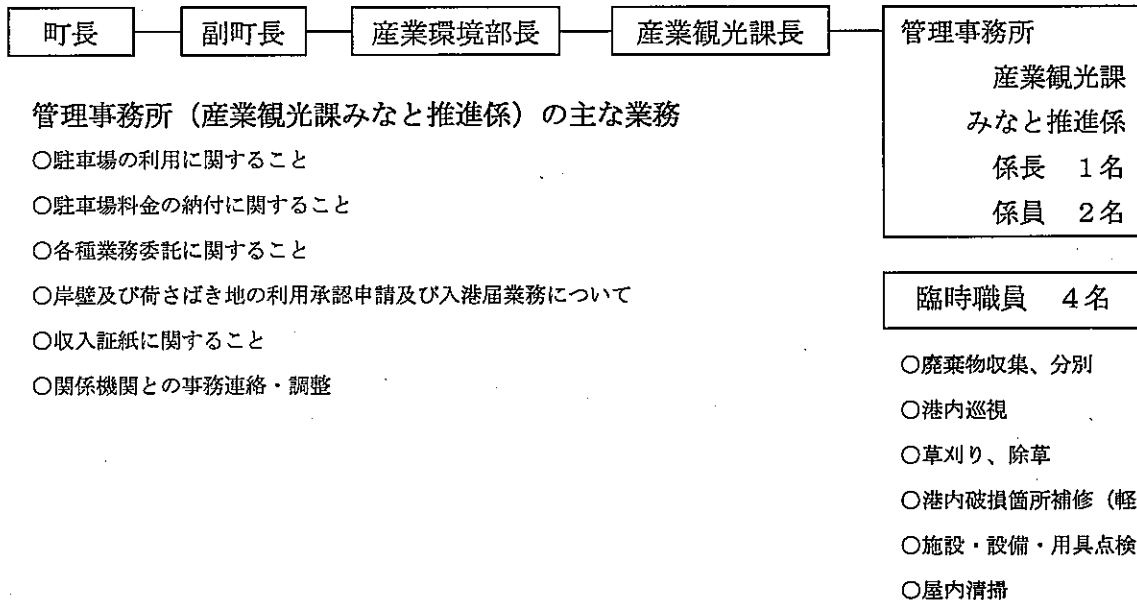 町長 副町長 産業環境部長 産業観光課長 管理事務所
産業観光課
みなと推進係
係長 1名
係員 2名
管理事務所（産業観光課みなと推進係）の主な業務
○駐車場の利用に関すること
○駐車場料金の納付に関すること
○各種業務委託に関すること
○岸壁及び荷さばき地の利用承認申請及び入港届業務について
○収入証紙に関すること
○関係機関との事務連絡・調整
臨時職員 4名
○廃棄物収集、分別
○港内巡視
○草刈り、除草
○港内破損箇所補修（軽
○施設・設備・用具点検
○屋内清掃